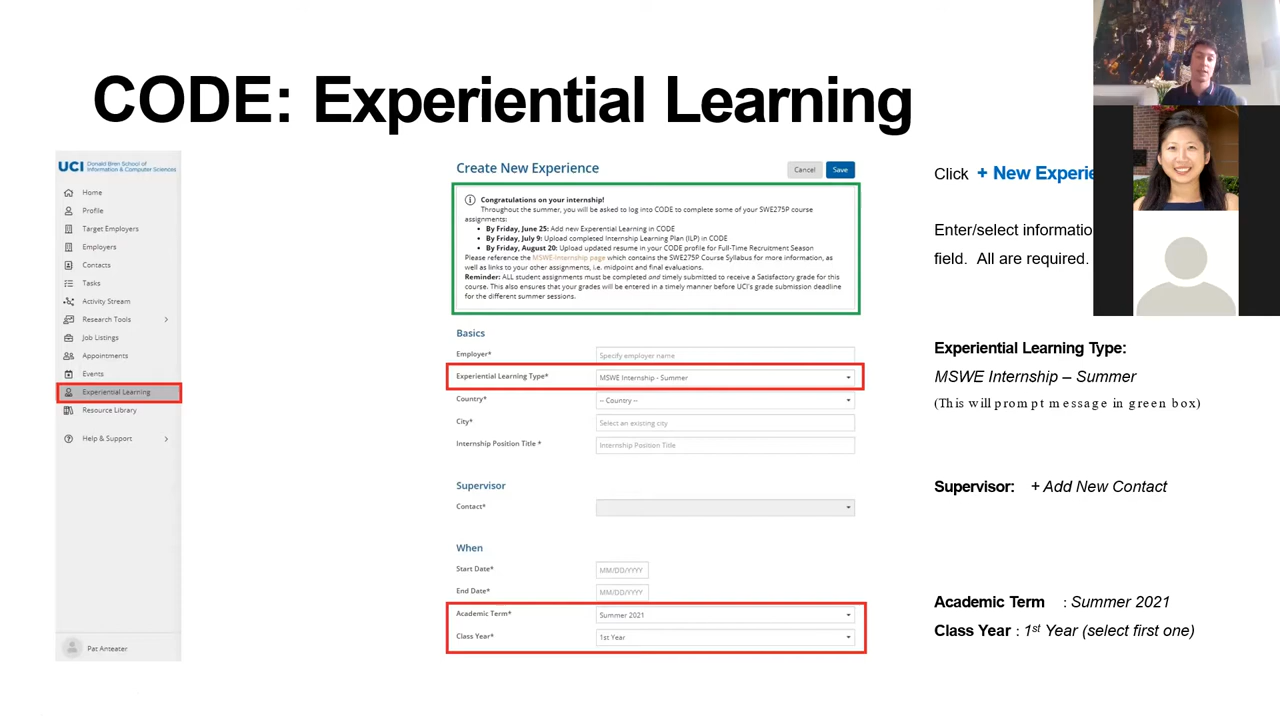 CODE: Experiential Learning
UCI Donald Bren School of
Information & Computer Sciences
Home
Profile
Target Employers
Employers
Contacts
Tasks
Activity Stream
Research Tools
Job Listings
Appointments
Events
Experiential Learning
Resource Library
Help & Support
Pat Anteater
Create New Experience
Cancel
Save
Congratulations on your internship!
Throughout the summer, you will be asked to log into CODE to complete some of your SWE275P course
assignments:
• By Friday, June 25: Add new Experential Learning in CODE
• By Friday, July 9: Upload completed Internship Learning Plan (ILP) in CODE
• By Friday, August 20: Upload updated resume in your CODE profile for Full-Time Recruitment Season
Please reference the MSWE-Internship page which contains the SWE275P Course Syllabus for more information, as
well as links to your other assignments, i.e. midpoint and final evaluations.
Reminder: ALL student assignments must be completed and timely submitted to receive a Satisfactory grade for this
course. This also ensures that your grades will be entered in a timely manner before UCI's grade submission deadline
for the different summer sessions.
Basics
Employer* Specify employer name
Experiential Learning Type* MSWE Internship - Summer
Country* -- Country --
City* Select an existing city
Internship Position Title * Internship Position Title
Supervisor
Contact*
When
Start Date* MM/DD/YYYY
End Date* MM/DD/YYYY
Academic Term* Summer 2021
Class Year* 1st Year
Click + New Experie
Enter/select informatio
field. All are required.
Experiential Learning Type:
MSWE Internship – Summer
(This will prompt message in green box)
Supervisor: + Add New Contact
Academic Term : Summer 2021
Class Year : 1st Year (select first one)